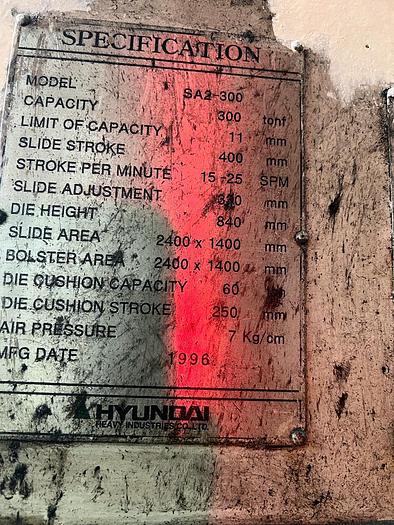 SPECIFICATION
MODEL SA2-300
CAPACITY 300 tonf
LIMIT OF CAPACITY 11 mm
SLIDE STROKE 400 mm
STROKE PER MINUTE 15-25 SPM
SLIDE ADJUSTMENT mm
DIE HEIGHT 840 mm
SLIDE AREA 2400 x 1400 mm
BOLSTER AREA 2400 x 1400 mm
DIE CUSHION CAPACITY 60
DIE CUSHION STROKE 250 mm
AIR PRESSURE 7 Kg/cm
MFG DATE 1996
HYUNDAI
HEAVY INDUSTRIES CO., LTD.